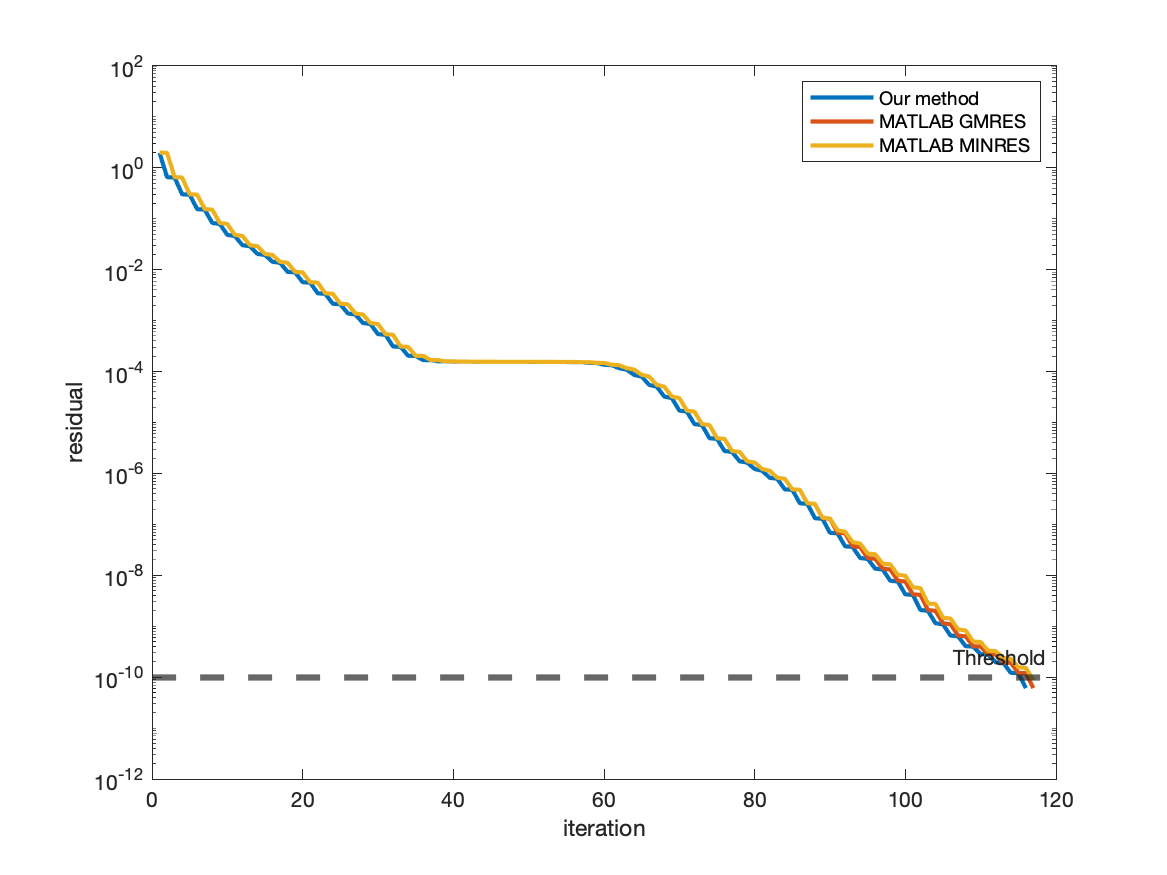 10^2
10^0
10^-2
10^-4
10^-6
10^-8
10^-10
10^-12
residual
0 20 40 60 80 100 120
iteration
Our method
MATLAB GMRES
MATLAB MINRES
Threshold